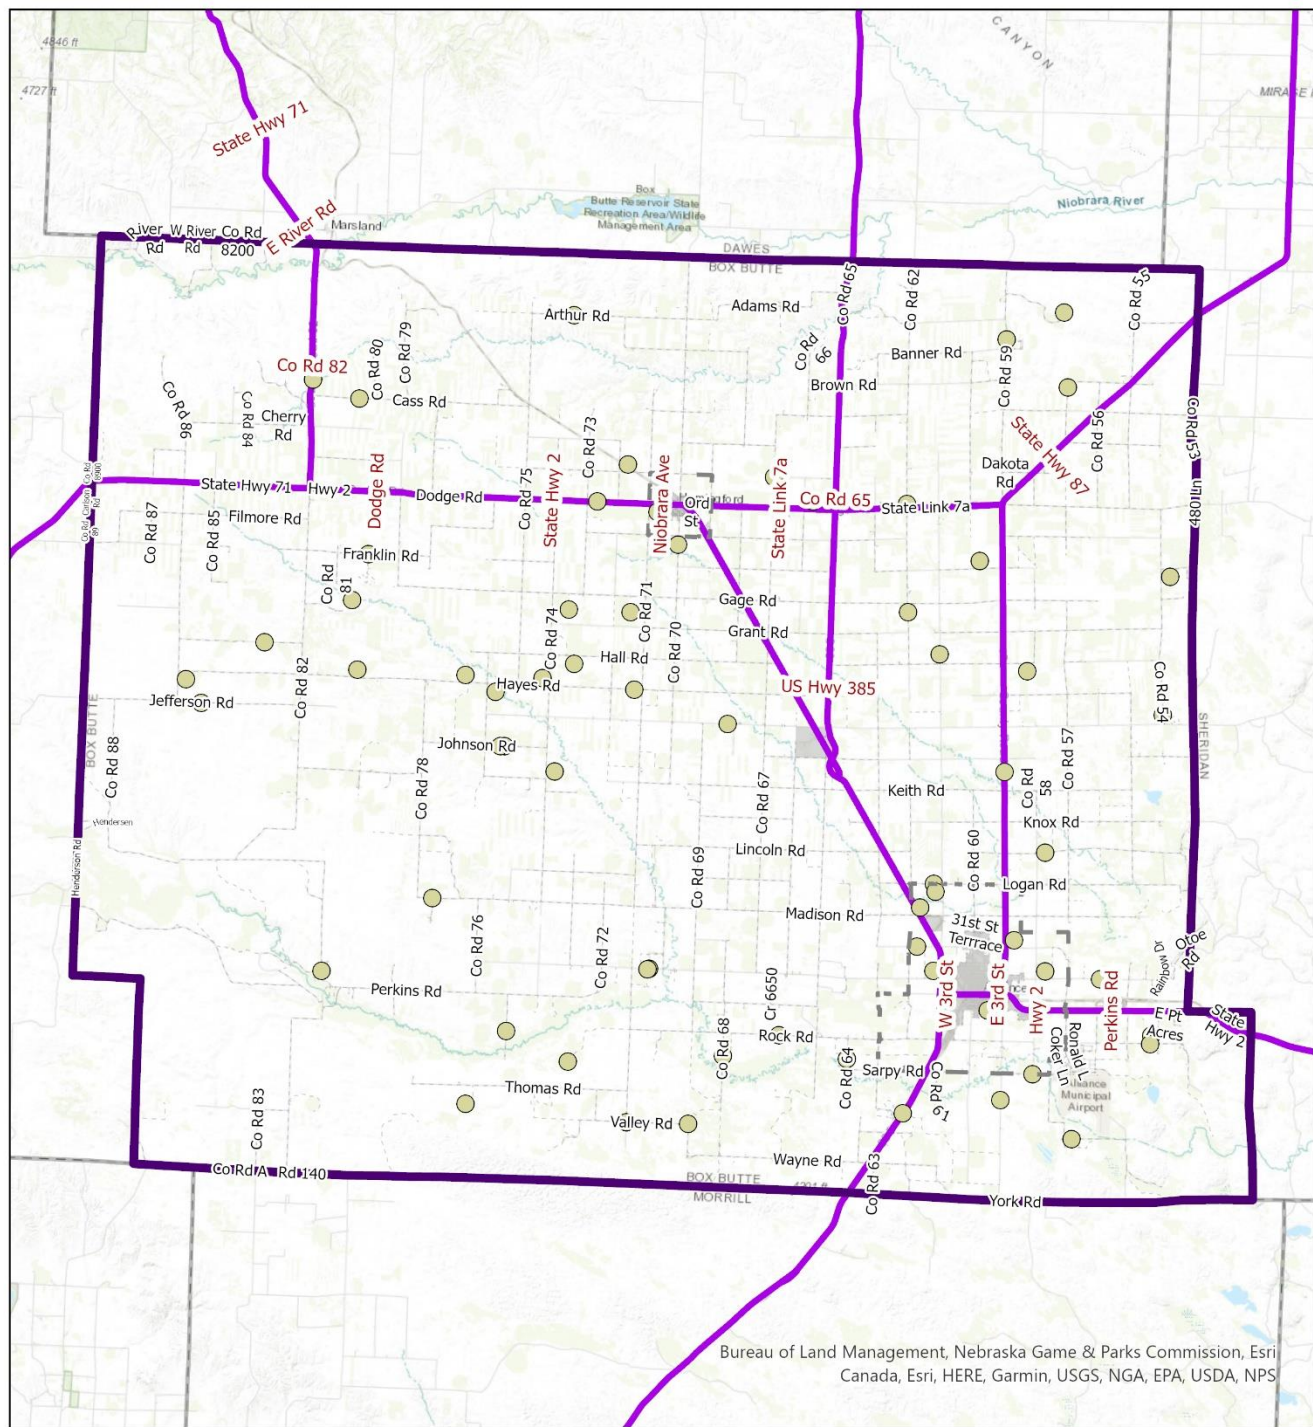 4846 ft
CANYON
4727 ft
State Hwy 71
Box
Butte Reservoir State
Recreation Area/Wildlife
Management Area
Niobrara River
E River Rd
Marsland
River
Rd
W River
Rd
Co Rd
8200
DAWES
BOX BUTTE
Co Rd 65
Co Rd 62
Co Rd 55
Arthur Rd
Adams Rd
Co Rd 79
Co Rd 80
Co Rd
66
Banner Rd
Co Rd 59
Co Rd 82
Cass Rd
Brown Rd
Co Rd 86
Co Rd 84
Cherry
Rd
Co Rd 73
Co Rd 56
Co Rd 53
State Hwy 87
Dakota
Rd
State Hwy 71
Hwy 2
Dodge Rd
Dodge Rd
Co Rd 75
State Hwy 2
Niobrara Ave
Ord
St
State Link 7a
Co Rd 65
State Link 7a
480th Ln
Co Rd 87
Co Rd 85
Filmore Rd
Franklin Rd
Co Rd
81
Co Rd 74
Co Rd 71
Co Rd 70
Gage Rd
Grant Rd
Hall Rd
Hayes Rd
US Hwy 385
Co Rd 82
Jefferson Rd
Co Rd 54
BOX BUTTE
SHERIDAN
Co Rd 88
Johnson Rd
Co Rd 78
Co Rd 67
Keith Rd
Co Rd
58
Co Rd 57
Hendersen
Henderson Rd
Knox Rd
Lincoln Rd
Co Rd 60
Co Rd 69
Logan Rd
Madison Rd
31st St
Terrrace
Co Rd 76
Co Rd 72
Otoe
Rd
Rainbow Dr
Perkins Rd
Cr 6650
W 3rd St
E 3rd St
Hwy 2
Perkins Rd
E Pt
Acres
State
Hwy 2
Rock Rd
Co Rd 68
Co Rd 64
Sarpy Rd
Co Rd
61
Ronald L
Coker Ln
Alliance
Municipal
Airport
Thomas Rd
Co Rd 83
Valley Rd
Wayne Rd
Co Rd 63
Co Rd A
Rd 140
BOX BUTTE
MORRILL
York Rd
Bureau of Land Management, Nebraska Game & Parks Commission, Esri
Canada, Esri, HERE, Garmin, USGS, NGA, EPA, USDA, NPS